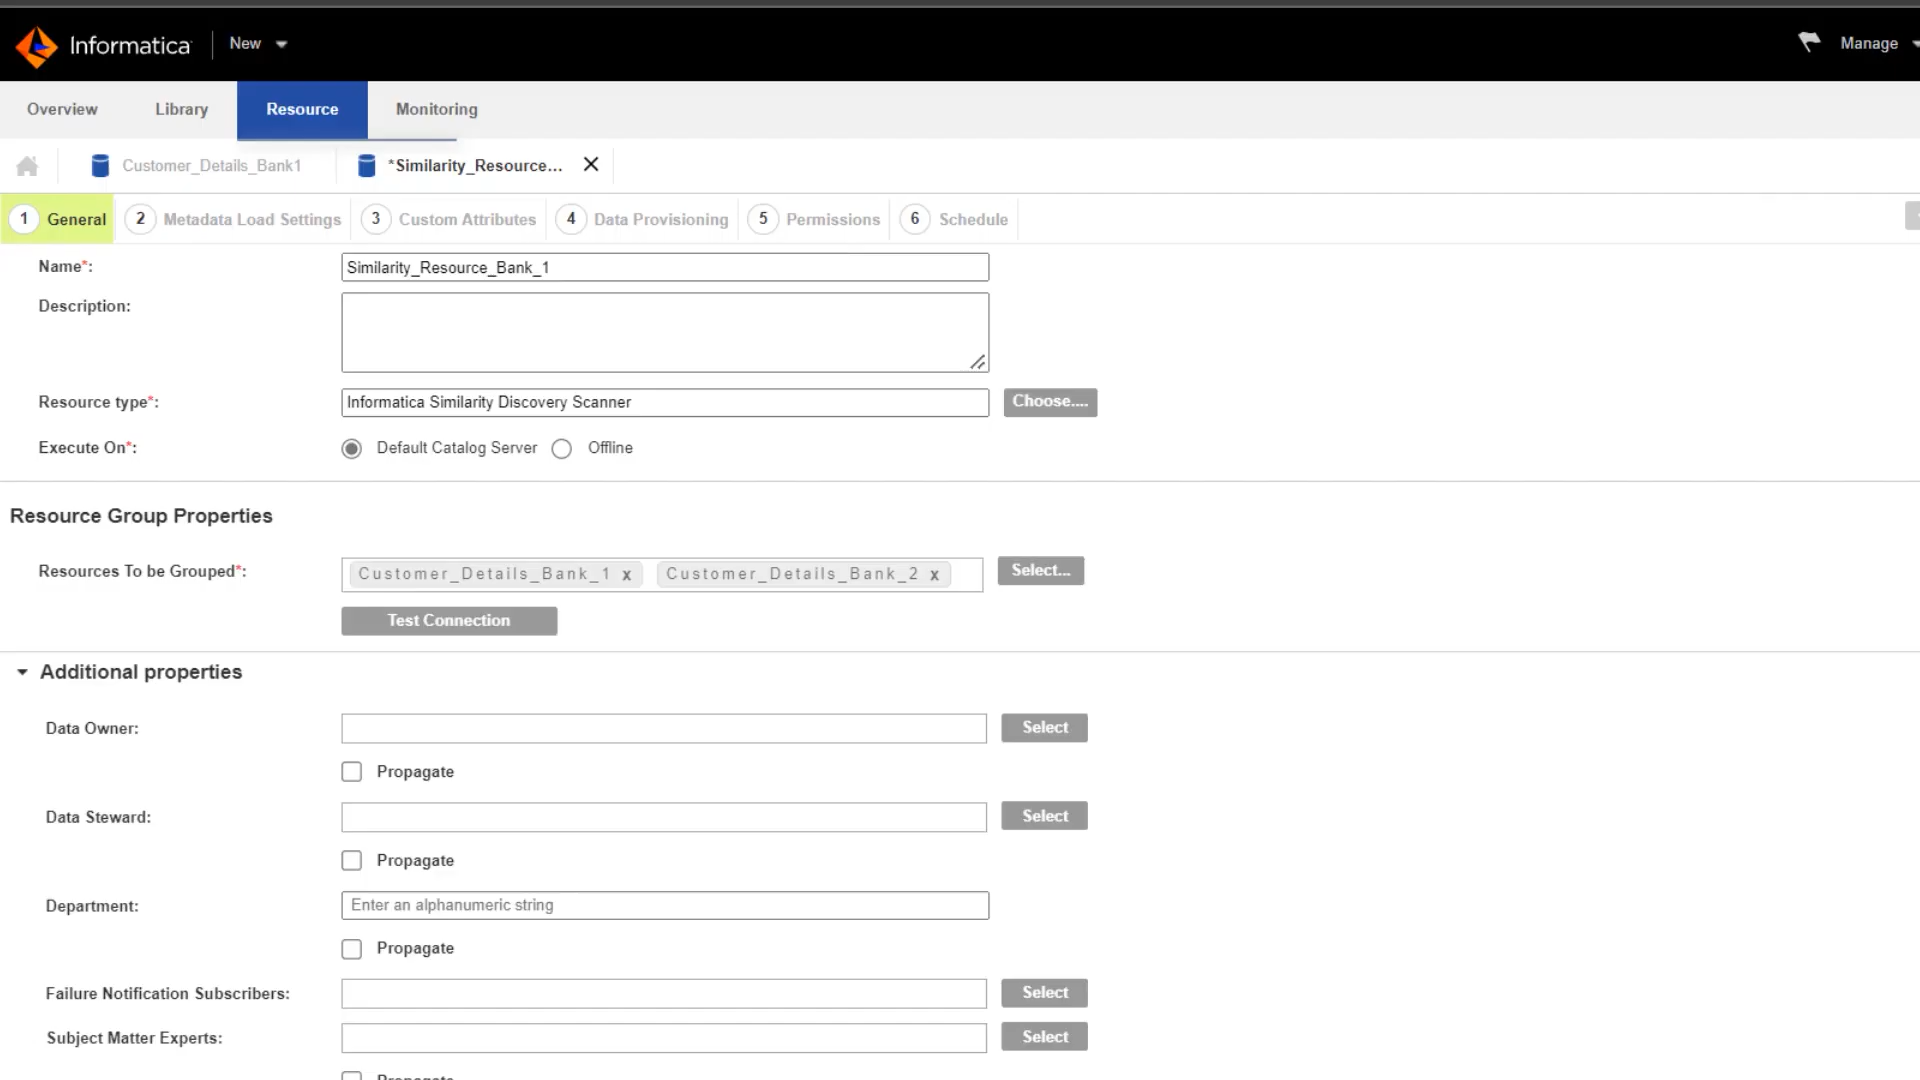 Informatica New Manage
Overview Library Resource Monitoring
Customer_Details_Bank1 *Similarity_Resource... X
1 General 2 Metadata Load Settings 3 Custom Attributes 4 Data Provisioning 5 Permissions 6 Schedule
Name*: Similarity_Resource_Bank_1
Description:
Resource type*: Informatica Similarity Discovery Scanner Choose....
Execute On*: Default Catalog Server Offline
Resource Group Properties
Resources To be Grouped*: Customer_Details_Bank_1 x Customer_Details_Bank_2 x Select...
Test Connection
Additional properties
Data Owner: Select
Propagate
Data Steward: Select
Propagate
Department: Enter an alphanumeric string
Propagate
Failure Notification Subscribers: Select
Subject Matter Experts: Select